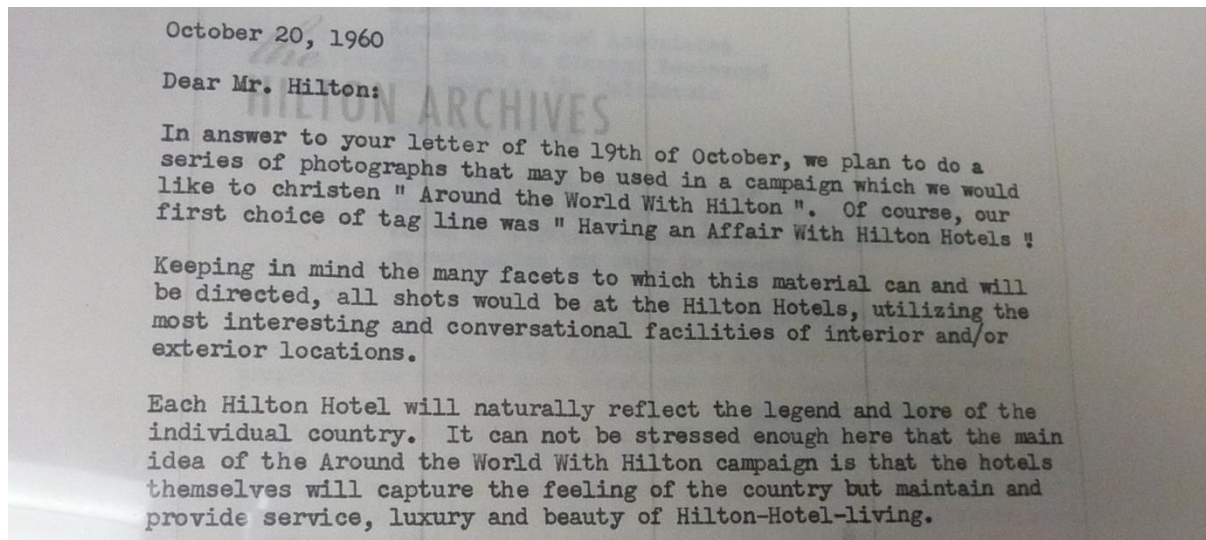 October 20, 1960
the
HILTON ARCHIVES
Dear Mr. Hilton:
In answer to your letter of the 19th of October, we plan to do a
series of photographs that may be used in a campaign which we would
like to christen " Around the World With Hilton ". Of course, our
first choice of tag line was " Having an Affair With Hilton Hotels "!
Keeping in mind the many facets to which this material can and will
be directed, all shots would be at the Hilton Hotels, utilizing the
most interesting and conversational facilities of interior and/or
exterior locations.
Each Hilton Hotel will naturally reflect the legend and lore of the
individual country. It can not be stressed enough here that the main
idea of the Around the World With Hilton campaign is that the hotels
themselves will capture the feeling of the country but maintain and
provide service, luxury and beauty of Hilton-Hotel-living.